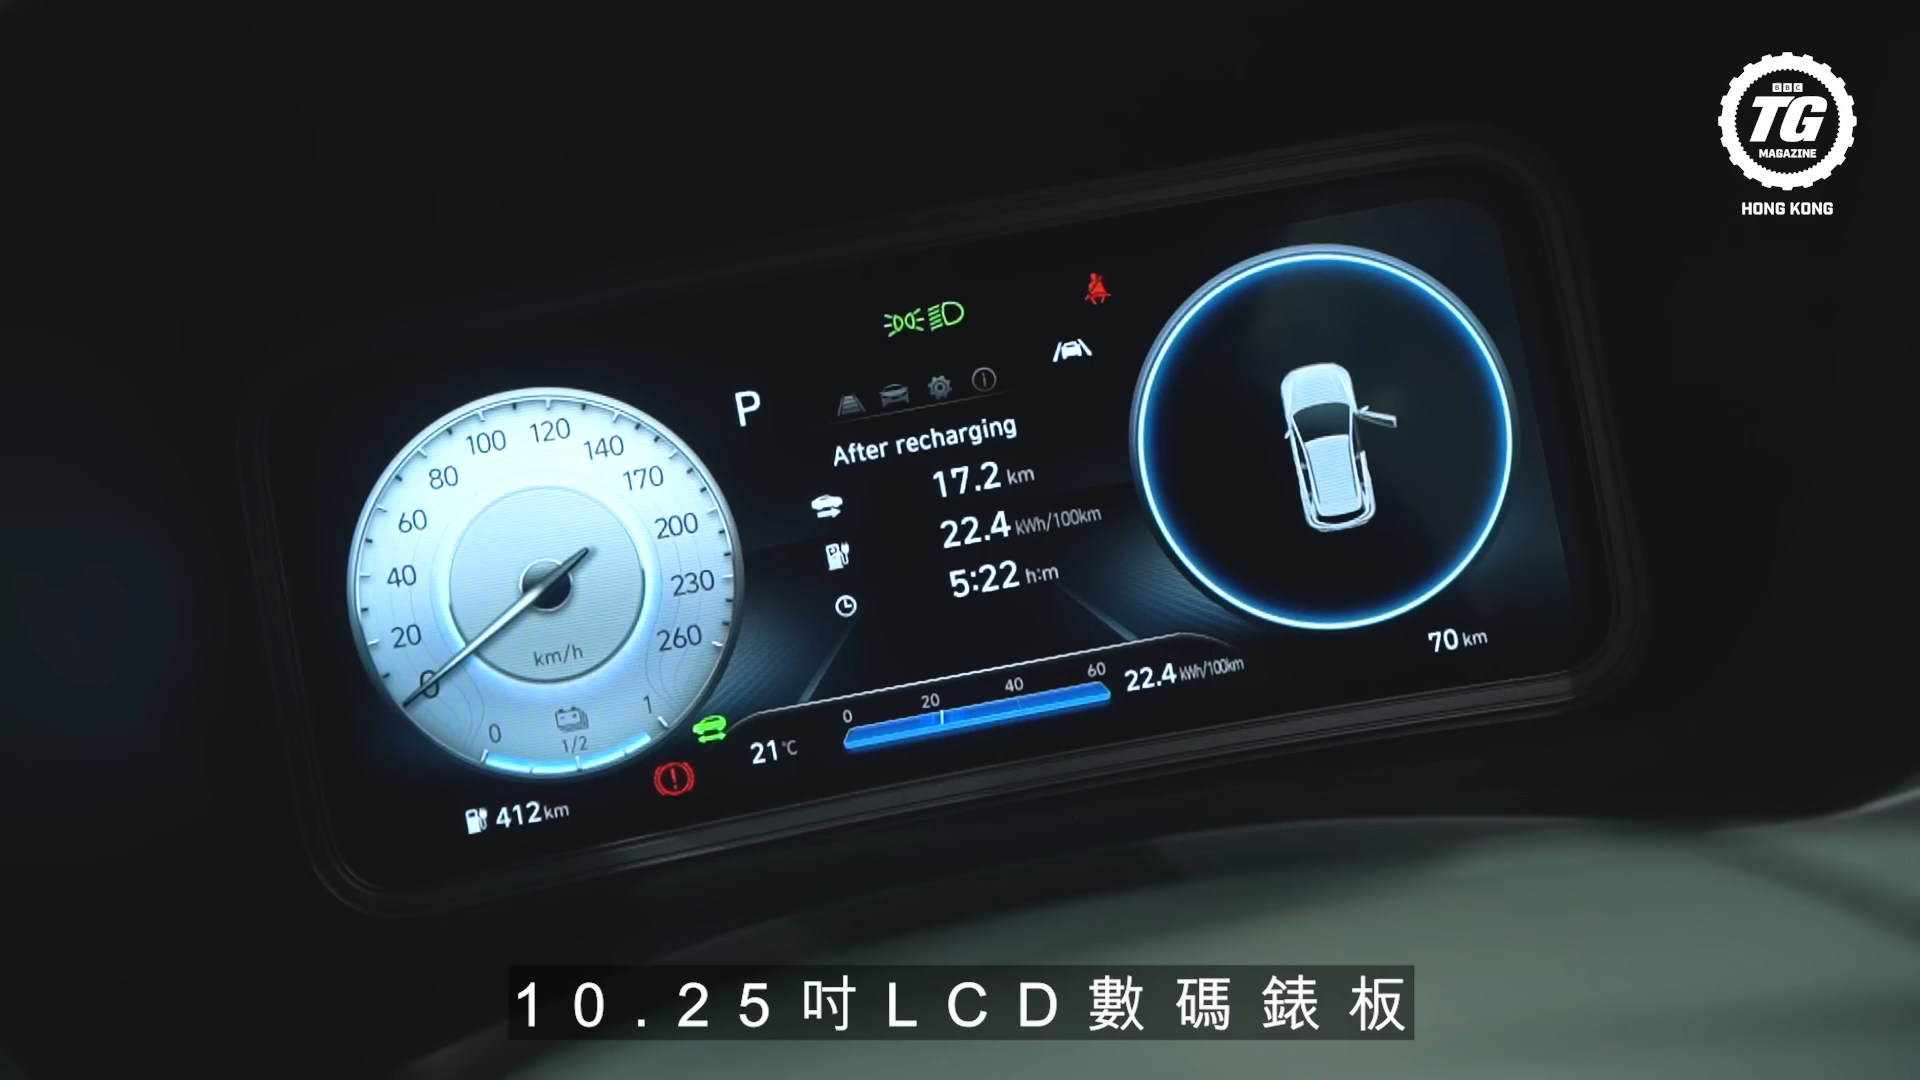 BBC
TG
MAGAZINE
HONG KONG
P
After recharging
17.2 km
22.4 kWh/100km
5:22 h:m
0 20 40 60 80 100 120 140 170 200 230 260
km/h
0 1/2 1
412 km
21 °C
0 20 40 60
22.4 kWh/100km
70 km
10.25吋LCD數碼錶板